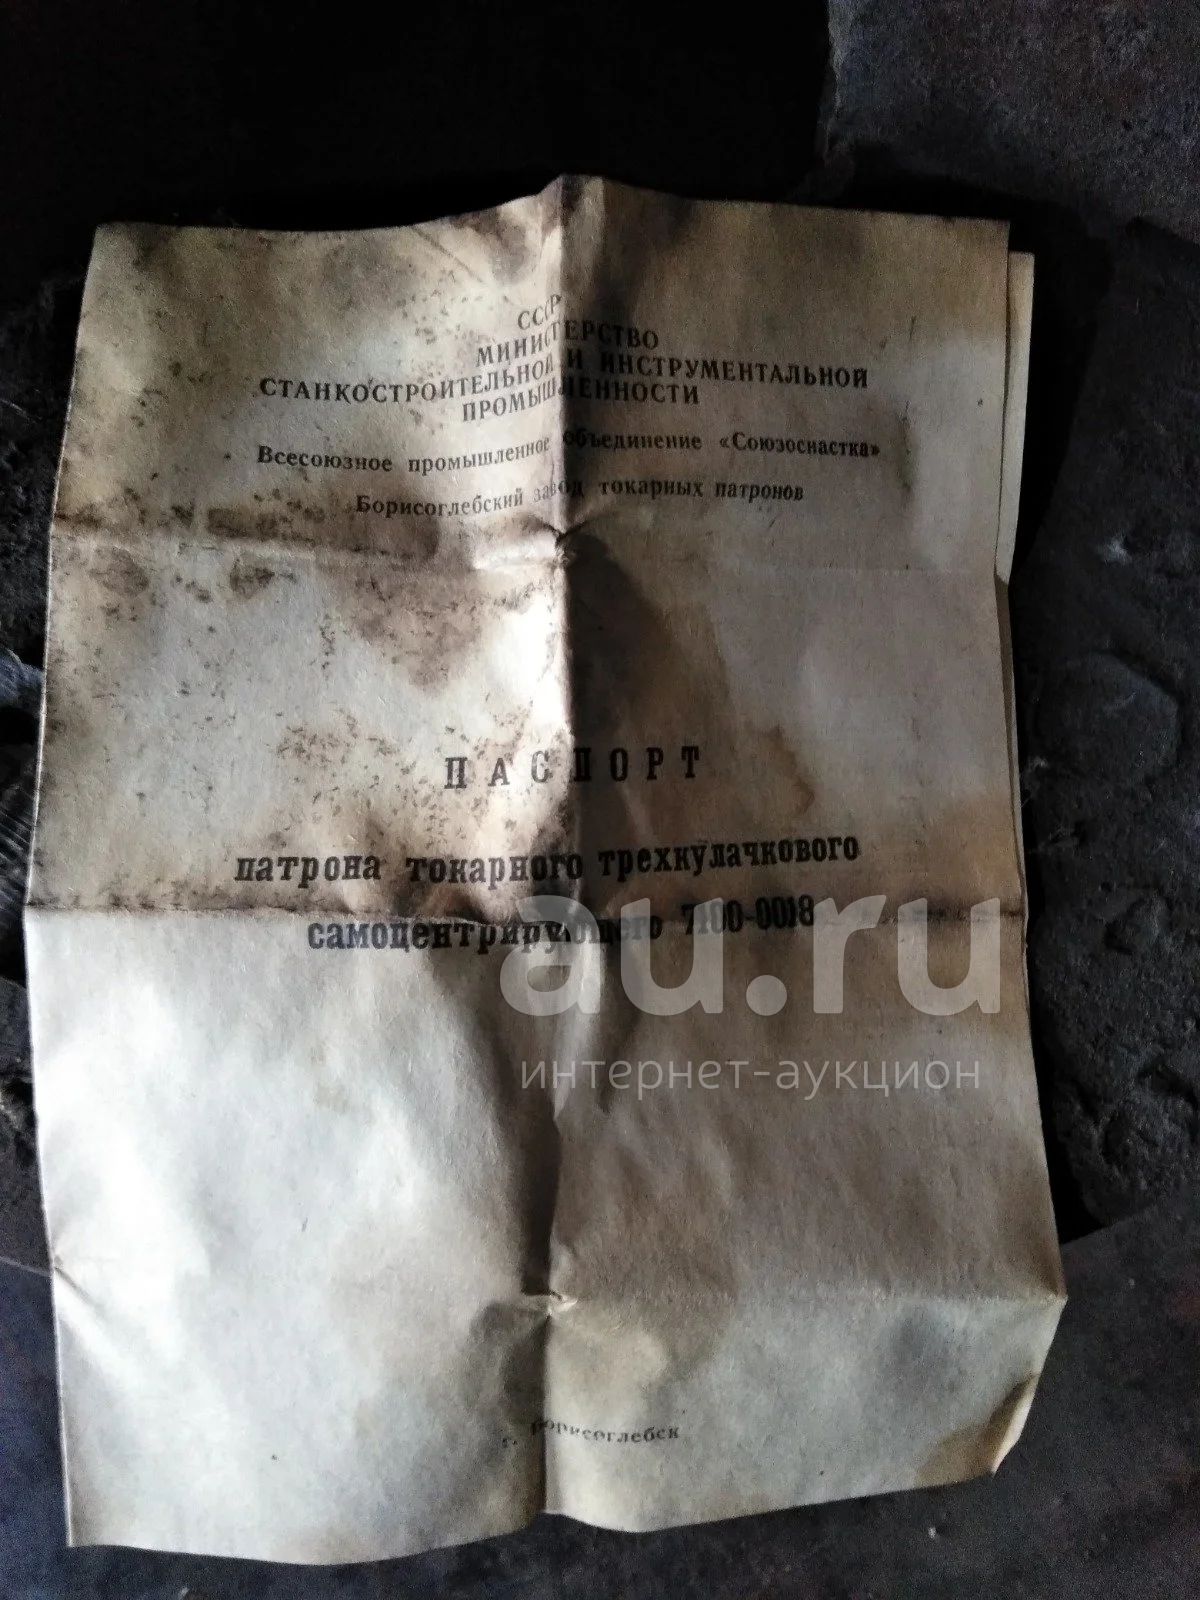 СССР
МИНИСТЕРСТВО
СТАНКОСТРОИТЕЛЬНОЙ И ИНСТРУМЕНТАЛЬНОЙ
ПРОМЫШЛЕННОСТИ
Всесоюзное промышленное объединение «Союзоснастка»
Борисоглебский завод токарных патронов
ПАСПОРТ
патрона токарного трехкулачкового
самоцентрирующего 7100-0018
au.ru
интернет-аукцион
г. Борисоглебск